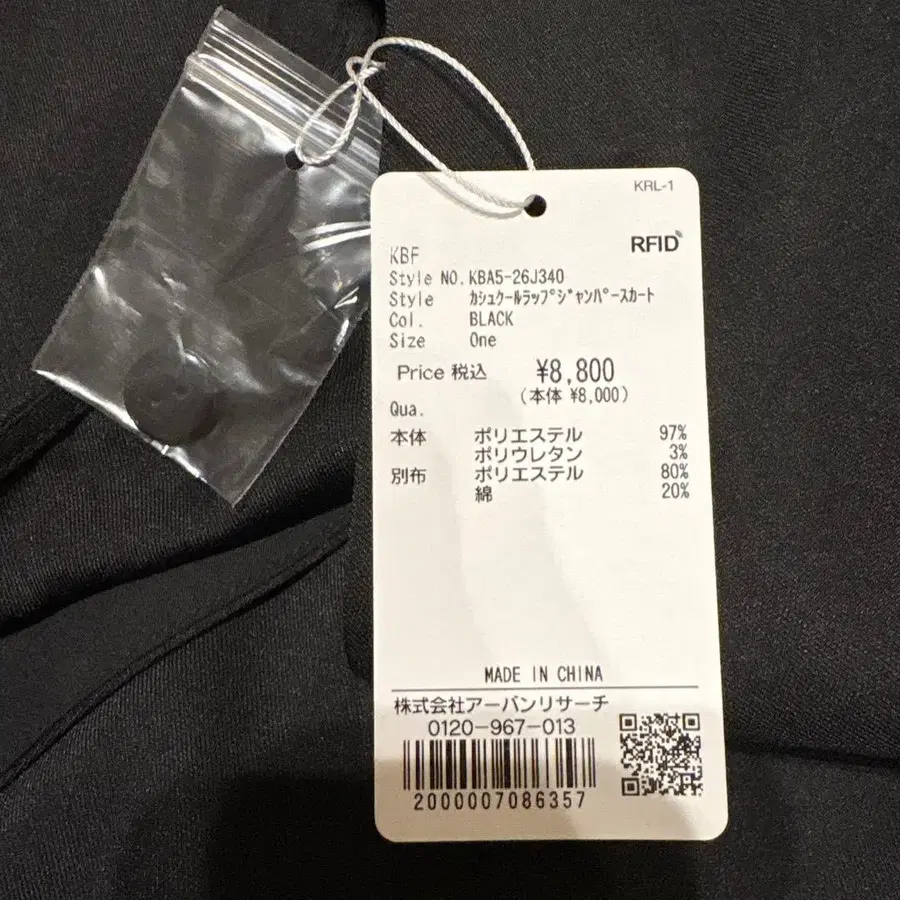 KRL-1
RFID
KBF
Style NO. KBA5-26J340
Style ｶｼｭｸｰﾙﾗｯﾌﾟｼﾞｬﾝﾊﾟｰｽｶｰﾄ
Col. BLACK
Size One
Price 税込 ¥8,800
(本体 ¥8,000)
Qua.
本体 ポリエステル 97%
ポリウレタン 3%
別布 ポリエステル 80%
綿 20%
MADE IN CHINA
株式会社アーバンリサーチ
0120-967-013
2000007086357